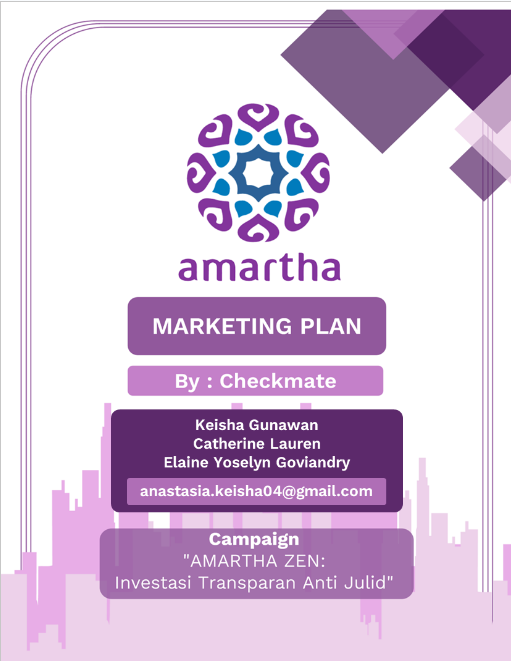 amartha
MARKETING PLAN
By : Checkmate
Keisha Gunawan
Catherine Lauren
Elaine Yoselyn Goviandry
anastasia.keisha04@gmail.com
Campaign
"AMARTHA ZEN:
Investasi Transparan Anti Julid"